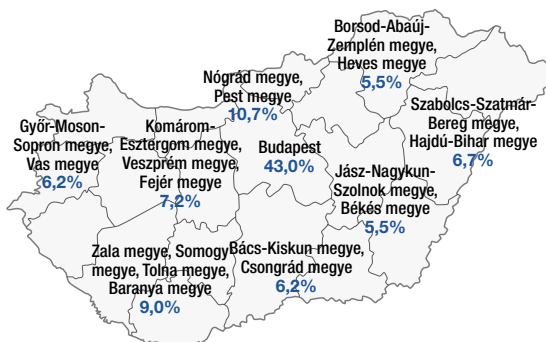 Borsod-Abaúj-
Zemplén megye,
Heves megye
5,5%
Nógrád megye,
Pest megye
10,7%
Szabolcs-Szatmár-
Bereg megye,
Hajdú-Bihar megye
6,7%
Győr-Moson-
Sopron megye,
Vas megye
6,2%
Komárom-
Esztergom megye,
Veszprém megye,
Fejér megye
7,2%
Budapest
43,0%
Jász-Nagykun-
Szolnok megye,
Békés megye
5,5%
Zala megye, Somogy
megye, Tolna megye,
Baranya megye
9,0%
Bács-Kiskun megye,
Csongrád megye
6,2%